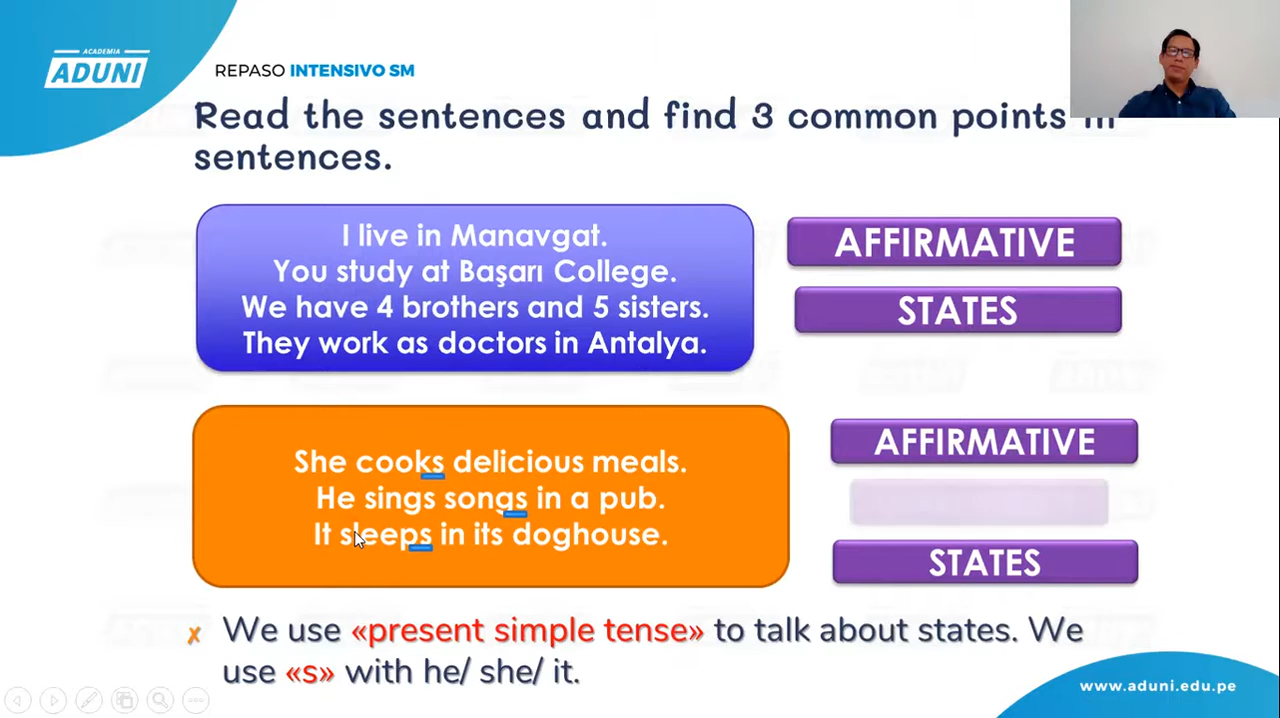 ACADEMIA
ADUNI
REPASO INTENSIVO SM
Read the sentences and find 3 common points in
sentences.
I live in Manavgat.
You study at Başarı College.
We have 4 brothers and 5 sisters.
They work as doctors in Antalya.
AFFIRMATIVE
STATES
She cooks delicious meals.
He sings songs in a pub.
It sleeps in its doghouse.
AFFIRMATIVE
STATES
x We use «present simple tense» to talk about states. We
use «s» with he/ she/ it.
www.aduni.edu.pe